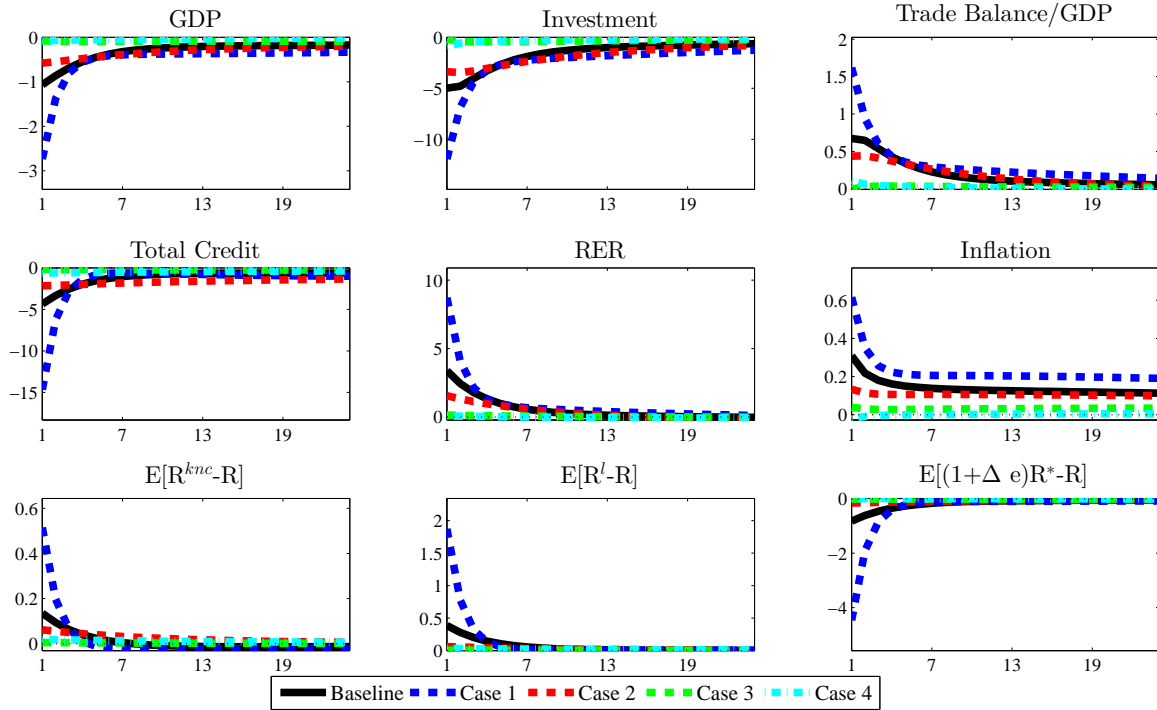 GDP
Investment
Trade Balance/GDP
0
−1
−2
−3
1 7 13 19
0
−5
−10
1 7 13 19
2
1.5
1
0.5
0
1 7 13 19
Total Credit
RER
Inflation
0
−5
−10
−15
1 7 13 19
10
5
0
1 7 13 19
0.6
0.4
0.2
0
1 7 13 19
E[R^{knc}-R]
E[R^l-R]
E[(1+Δ e)R*-R]
0.6
0.4
0.2
0
1 7 13 19
2
1.5
1
0.5
0
1 7 13 19
0
−2
−4
1 7 13 19
Baseline Case 1 Case 2 Case 3 Case 4